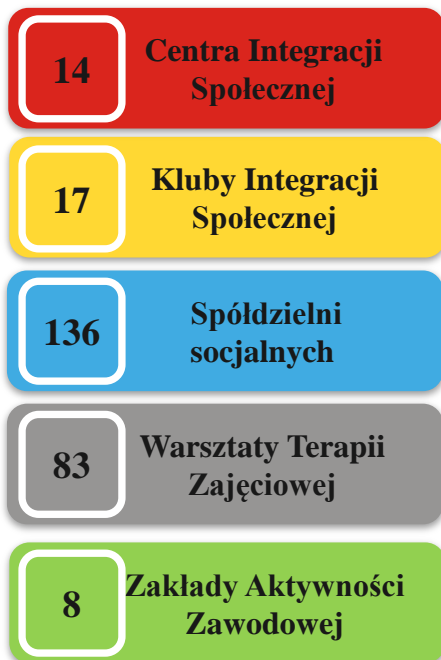 14
Centra Integracji
Społecznej
17
Kluby Integracji
Społecznej
136
Spółdzielni
socjalnych
83
Warsztaty Terapii
Zajęciowej
8
Zakłady Aktywności
Zawodowej